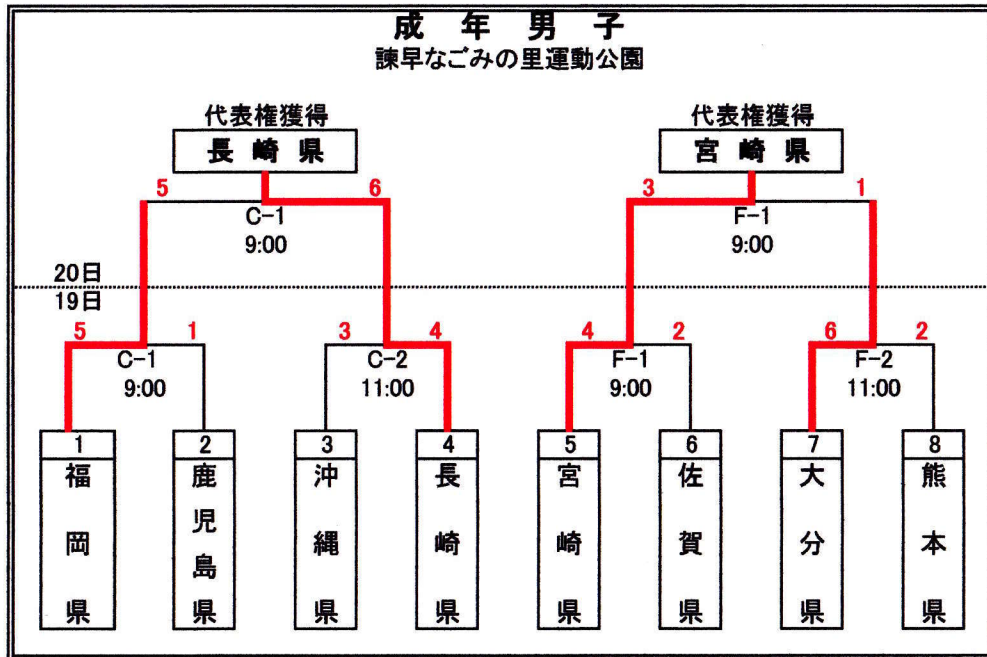 成年男子
諫早なごみの里運動公園
代表権獲得 代表権獲得
長崎県 宮崎県
5 6 3 1
C-1 F-1
9:00 9:00
20日
19日
5 1 3 4 4 2 6 2
C-1 C-2 F-1 F-2
9:00 11:00 9:00 11:00
1 2 3 4 5 6 7 8
福岡県
鹿児島県
沖縄県
長崎県
宮崎県
佐賀県
大分県
熊本県